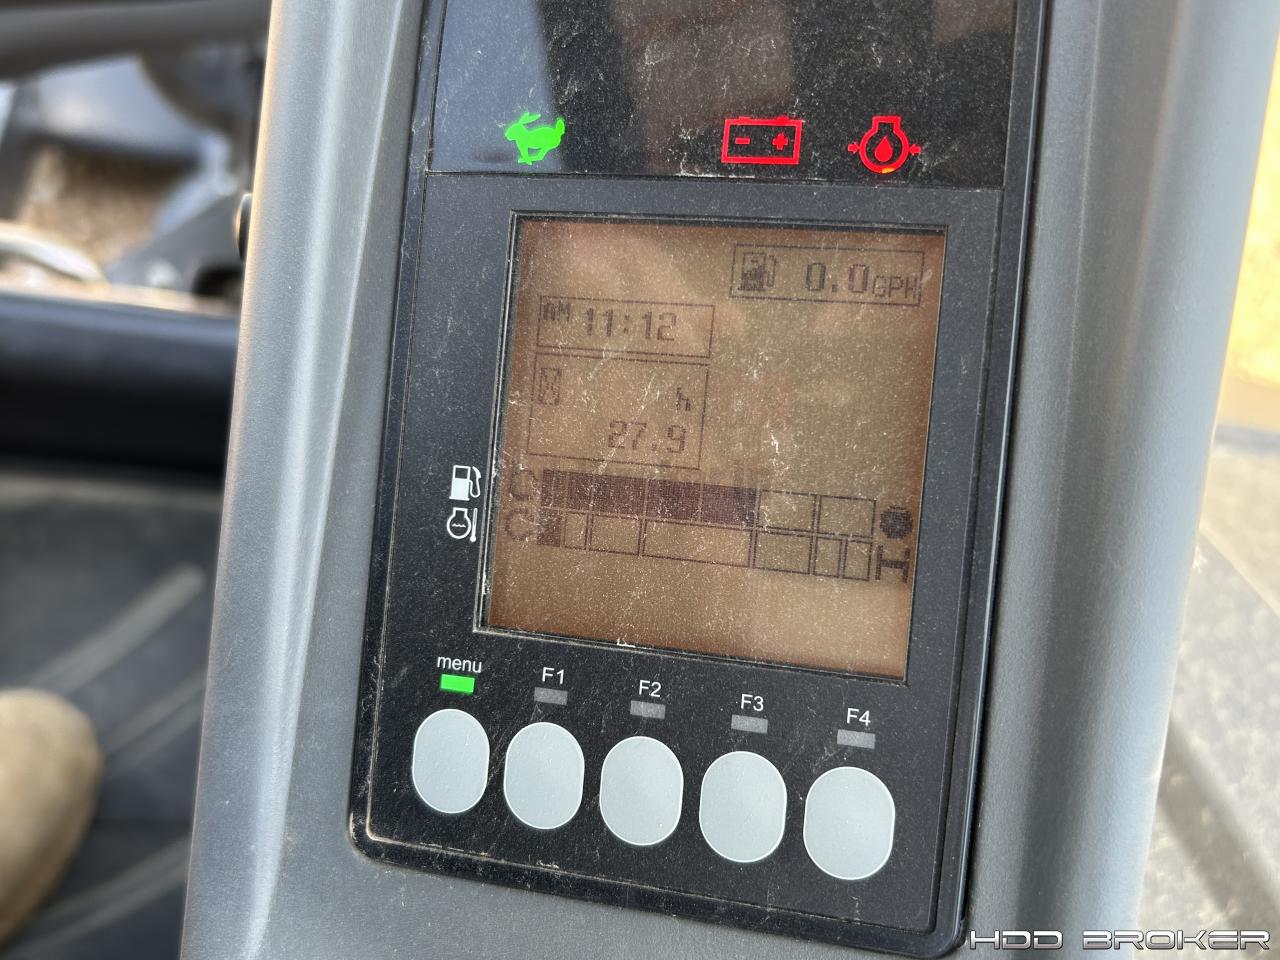 0.0GPH
AM 11:12
h
27.9
C
C
H
menu
F1
F2
F3
F4
HDD BROKER